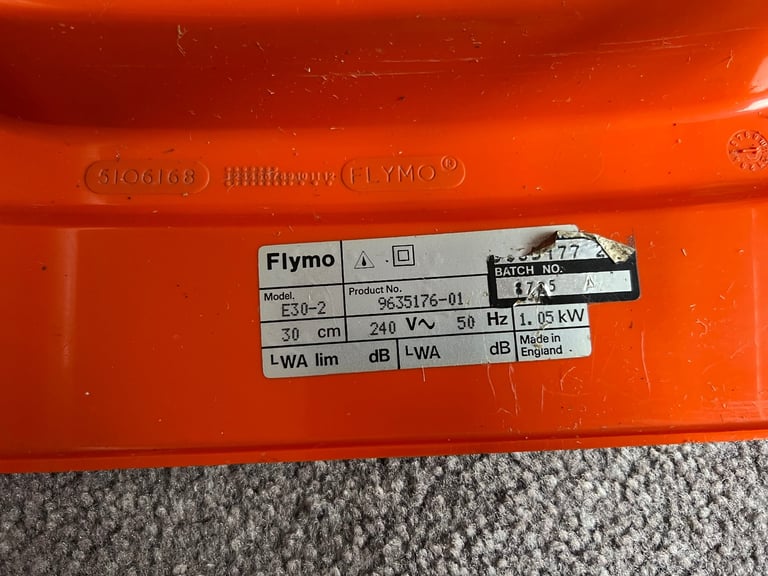 5106168 FLYMO®
Flymo
Model. E30-2
Product No. 9635176-01
BATCH NO.
30 cm 240 V~ 50 Hz 1.05 kW
LWA lim dB LWA dB
Made in
England